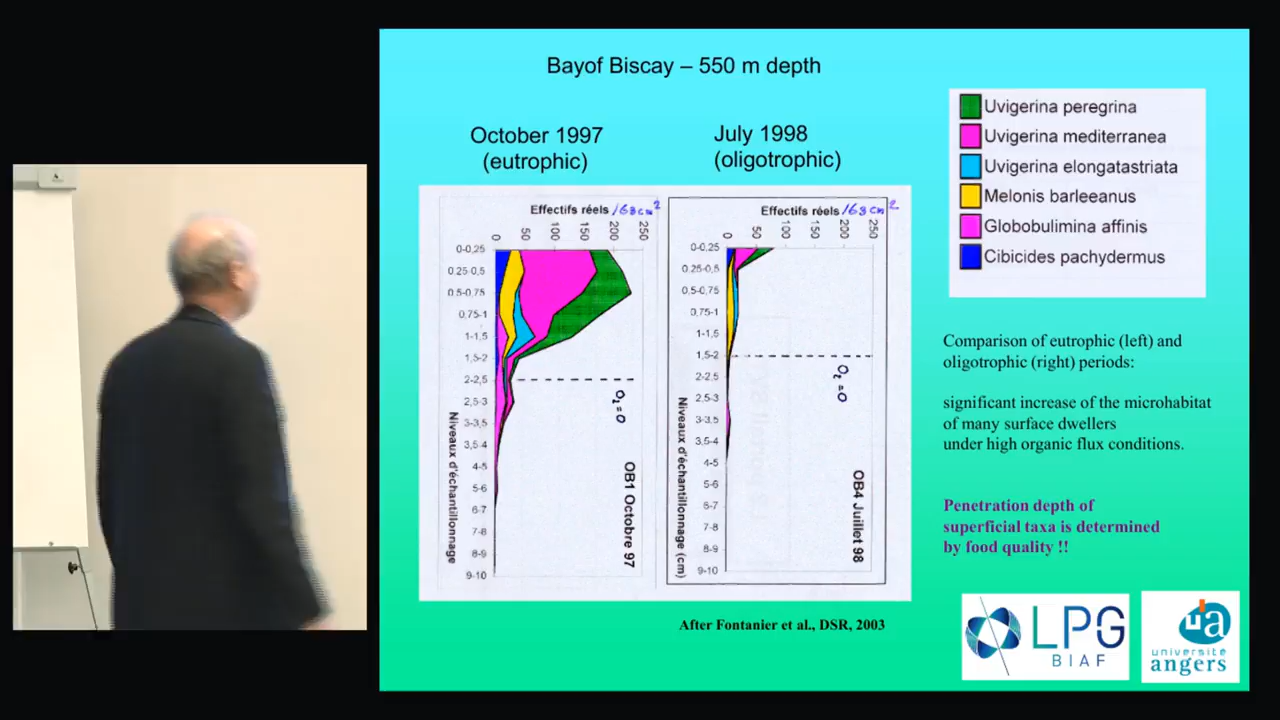 Bayof Biscay – 550 m depth
October 1997
(eutrophic)
July 1998
(oligotrophic)
Uvigerina peregrina
Uvigerina mediterranea
Uvigerina elongatastriata
Melonis barleeanus
Globobulimina affinis
Cibicides pachydermus
Effectifs réels /68cm²
0
50
100
150
200
250
0-0,25
0.25-0,5
0.5-0,75
0,75-1
1-1,5
1,5-2
2-2,5
2,5-3
3-3,5
3,5-4
4-5
5-6
6-7
7-8
8-9
9-10
O₂=0
Niveaux d'échantillonnage
OB1 Octobre 97
Effectifs réels /68cm²
0
50
100
150
200
250
0-0.25
0.25-0,5
0.5-0,75
0.75-1
1-1,5
1,5-2
2-2.5
2.5-3
3-3.5
3.5-4
4-5
5-6
6-7
7-8
8-9
9-10
O₂=0
Niveaux d'échantillonnage (cm)
OB4 Juillet 98
Comparison of eutrophic (left) and
oligotrophic (right) periods:
significant increase of the microhabitat
of many surface dwellers
under high organic flux conditions.
Penetration depth of
superficial taxa is determined
by food quality !!
After Fontanier et al., DSR, 2003
LPG
BIAF
ua
université
angers